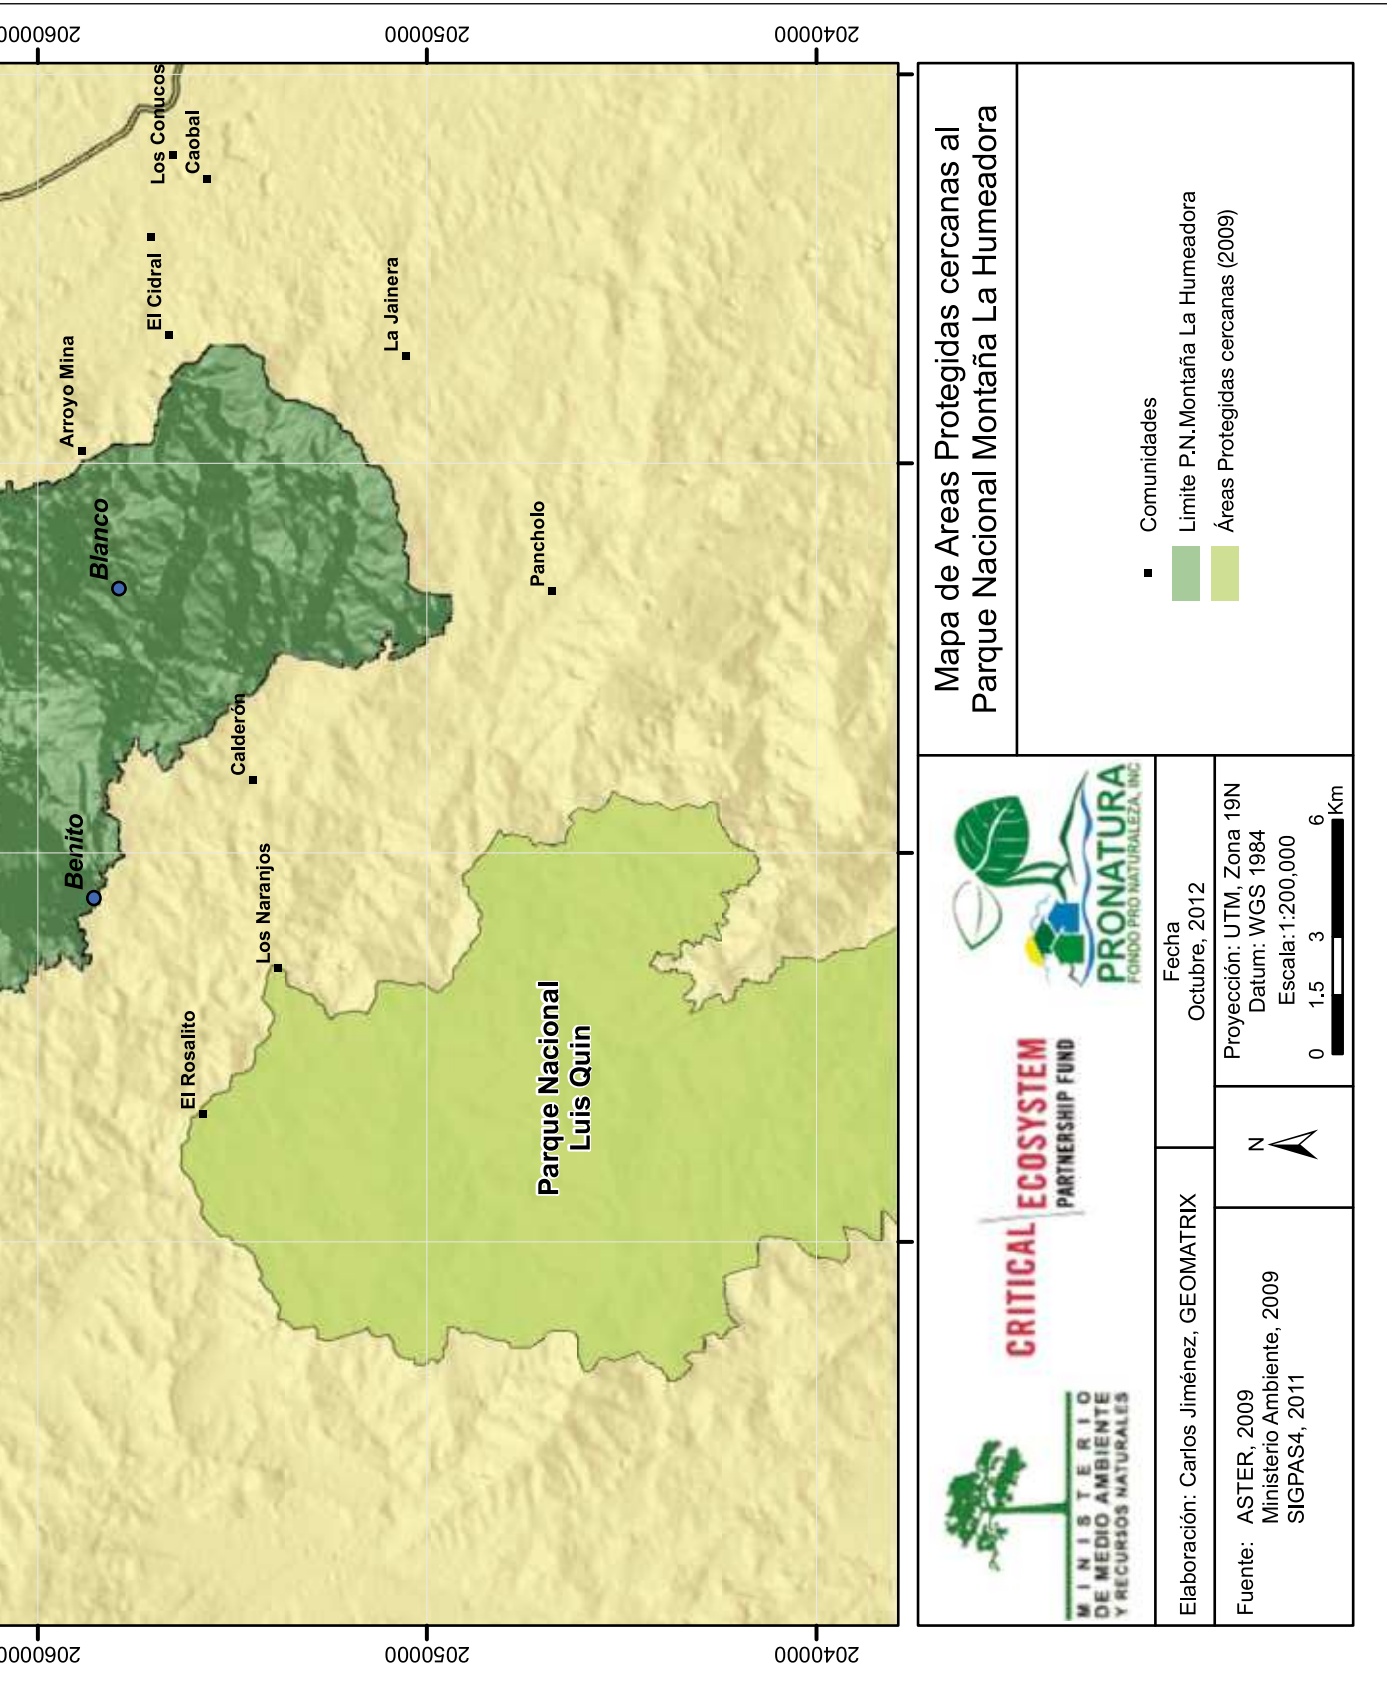 2060000
2050000
2040000
Los Conucos
Caobal
El Cidral
Arroyo Mina
La Jainera
Blanco
Pancholo
Calderón
Benito
Los Naranjos
El Rosalito
Parque Nacional
Luis Quin
2060000
2050000
2040000
Mapa de Areas Protegidas cercanas al
Parque Nacional Montaña La Humeadora
Comunidades
Limite P.N.Montaña La Humeadora
Áreas Protegidas cercanas (2009)
MINISTERIO
DE MEDIO AMBIENTE
Y RECURSOS NATURALES
CRITICAL ECOSYSTEM
PARTNERSHIP FUND
PRONATURA
FONDO PRO NATURALEZA, INC
Elaboración: Carlos Jiménez, GEOMATRIX
Fecha
Octubre, 2012
Fuente: ASTER, 2009
Ministerio Ambiente, 2009
SIGPAS4, 2011
N
Proyección: UTM, Zona 19N
Datum: WGS 1984
Escala:1:200,000
0 1.5 3 6
Km